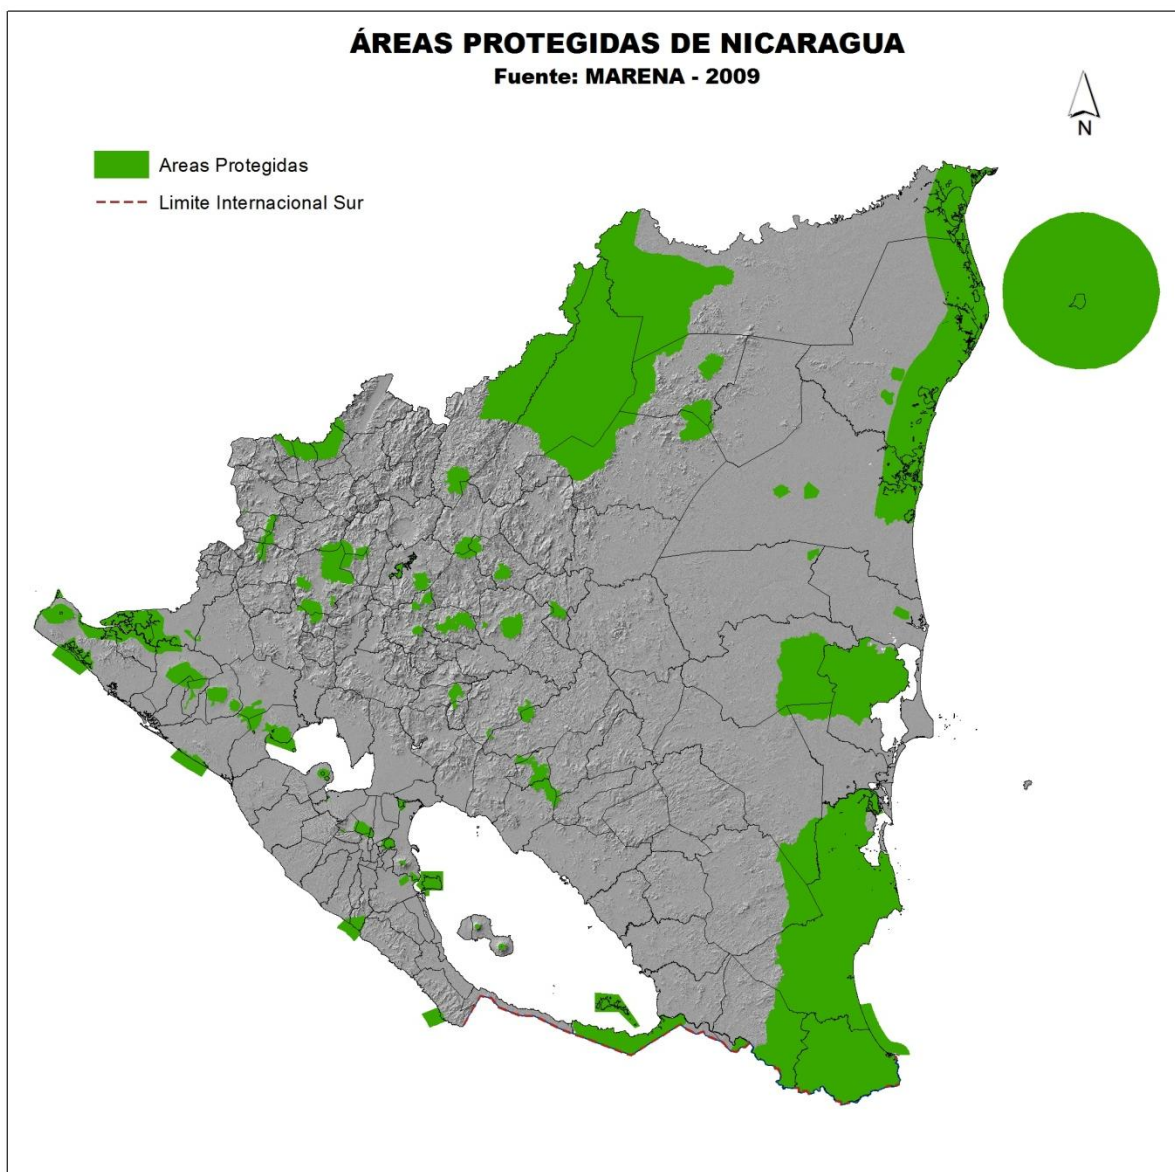 ÁREAS PROTEGIDAS DE NICARAGUA
Fuente: MARENA - 2009
N
Areas Protegidas
Limite Internacional Sur